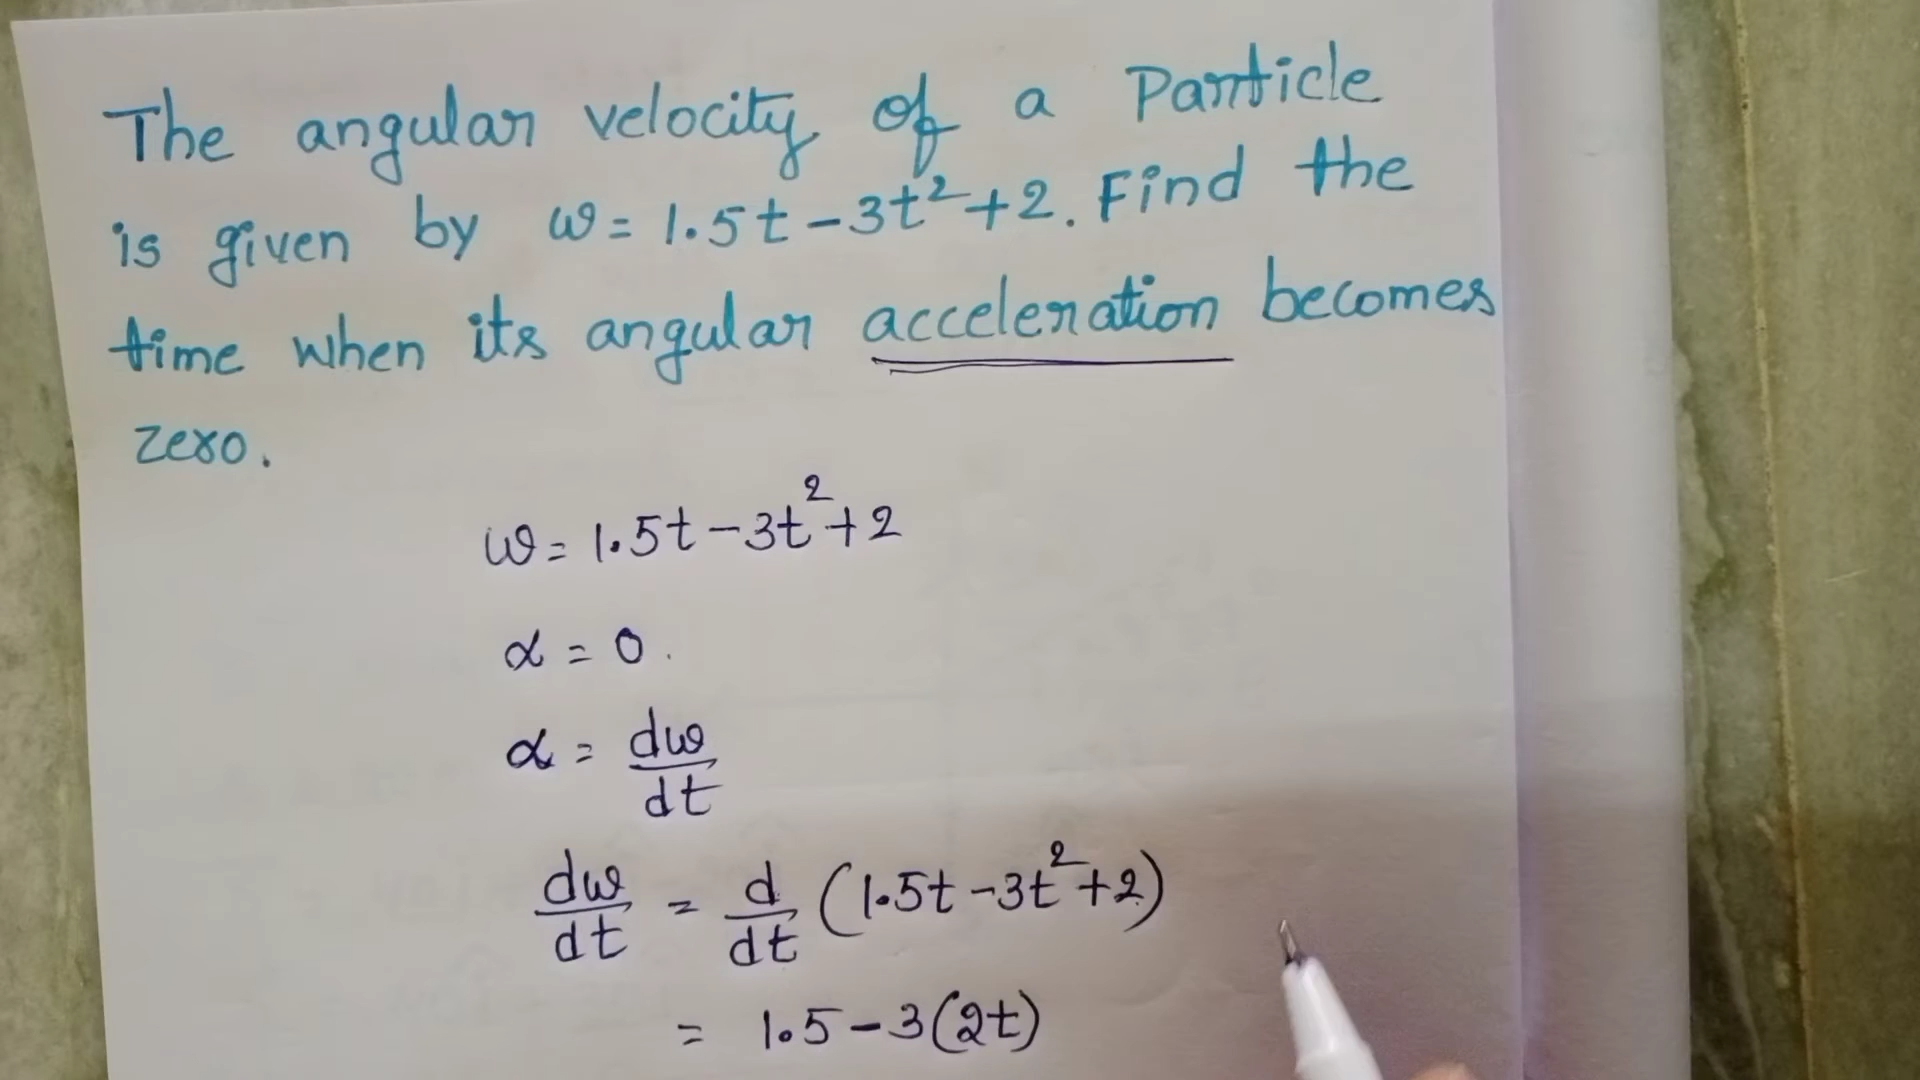 The angular velocity of a Particle
is given by ω = 1.5t - 3t² + 2. Find the
time when its angular acceleration becomes
zero.
ω = 1.5t - 3t² + 2
α = 0.
α = dω/dt
dω/dt = d/dt (1.5t - 3t² + 2)
= 1.5 - 3(2t)